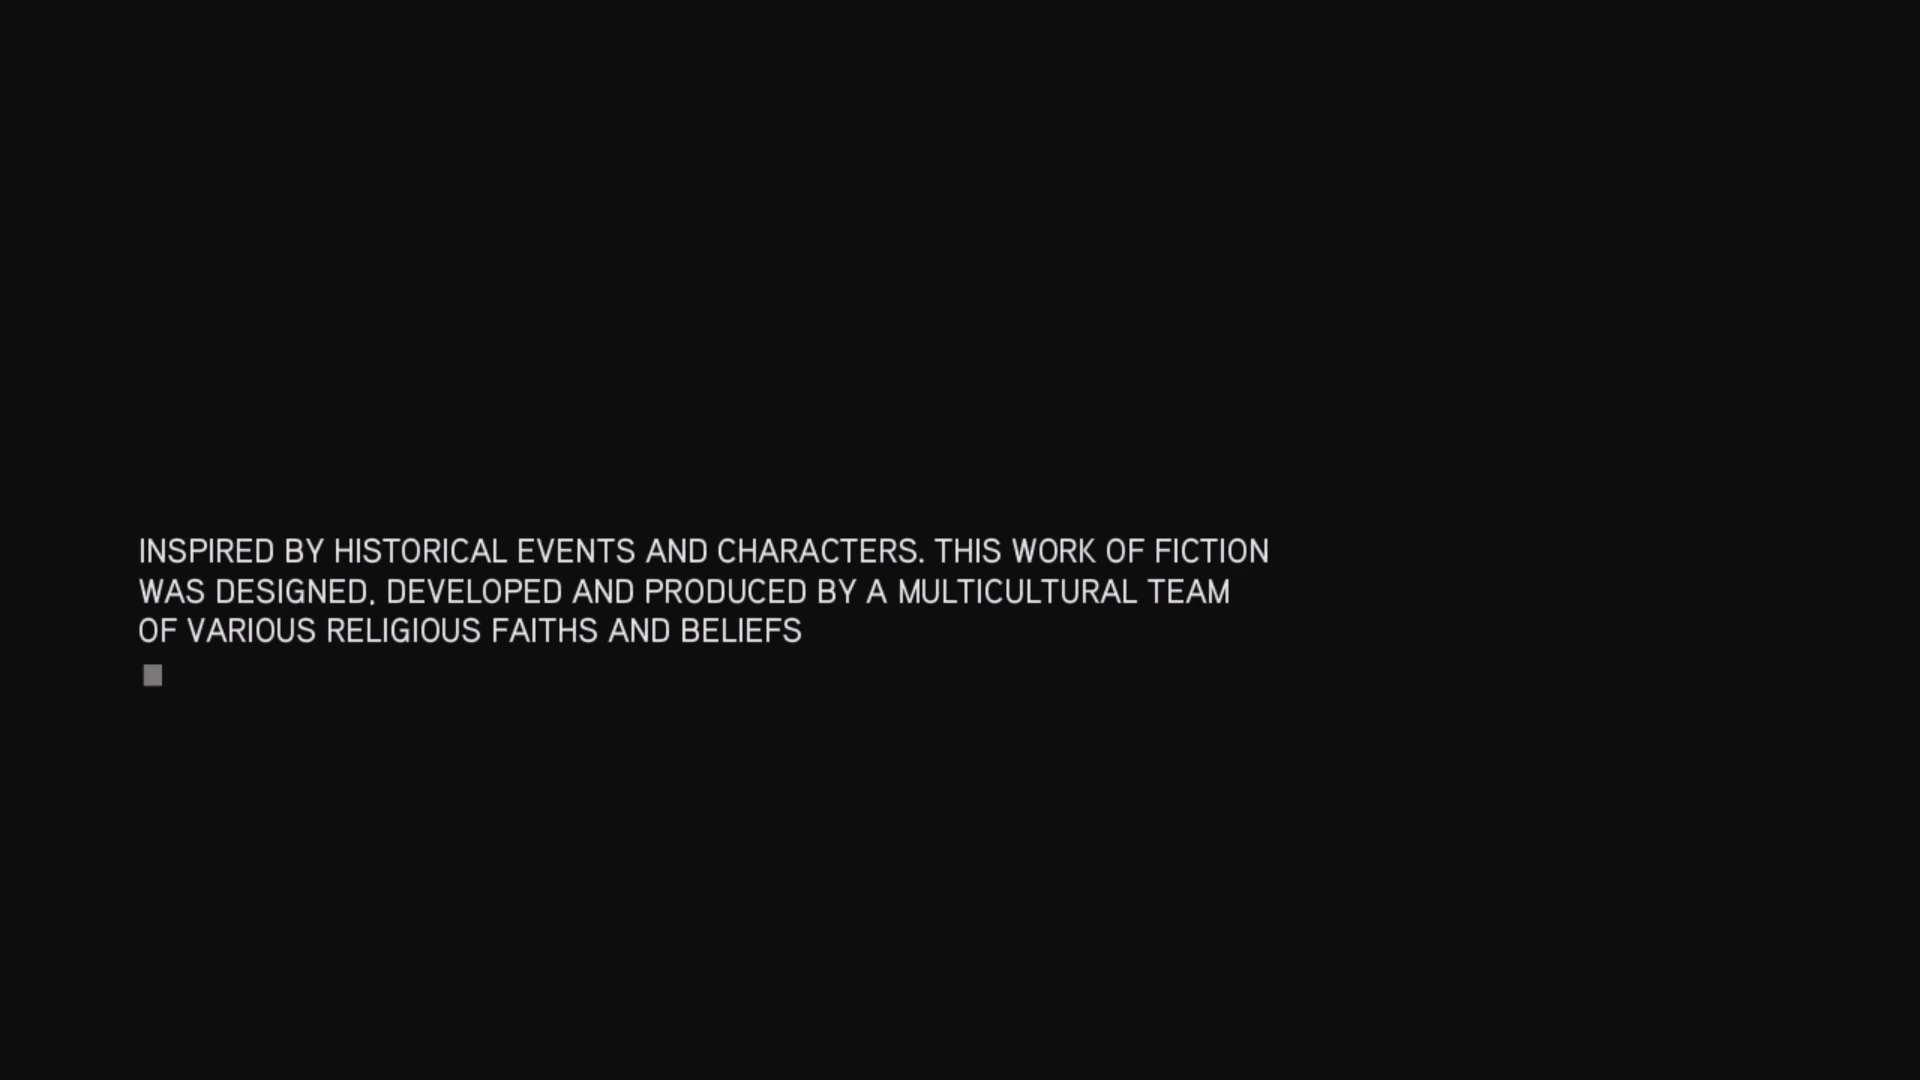 INSPIRED BY HISTORICAL EVENTS AND CHARACTERS. THIS WORK OF FICTION
WAS DESIGNED, DEVELOPED AND PRODUCED BY A MULTICULTURAL TEAM
OF VARIOUS RELIGIOUS FAITHS AND BELIEFS